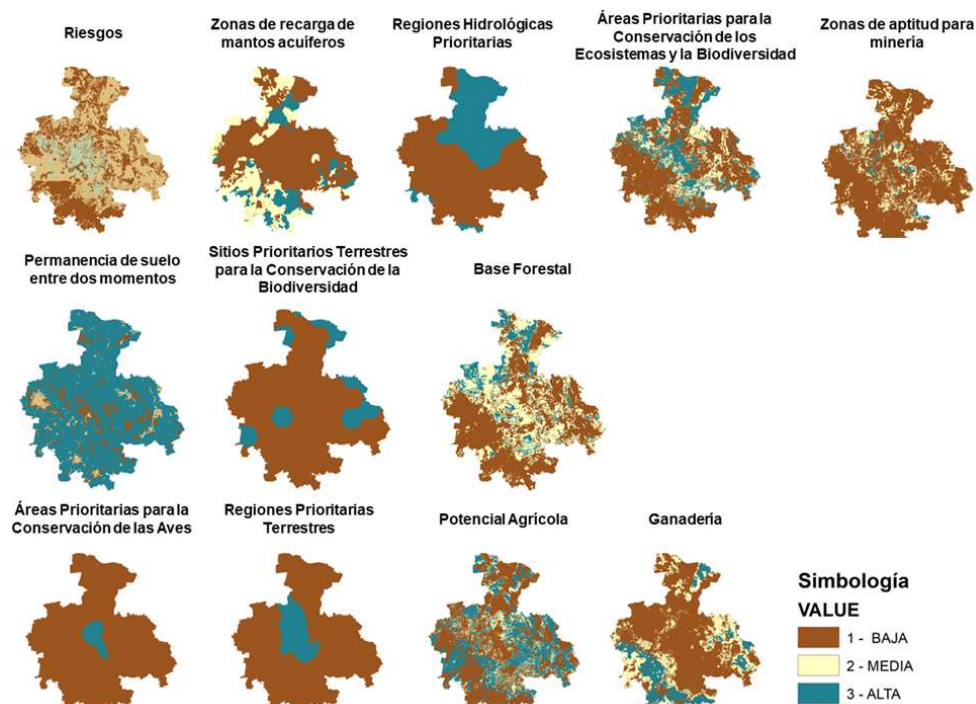 Riesgos
Zonas de recarga de
mantos acuíferos
Regiones Hidrológicas
Prioritarias
Áreas Prioritarias para la
Conservación de los
Ecosistemas y la Biodiversidad
Zonas de aptitud para
minería
Permanencia de suelo
entre dos momentos
Sitios Prioritarios Terrestres
para la Conservación de la
Biodiversidad
Base Forestal
Áreas Prioritarias para la
Conservación de las Aves
Regiones Prioritarias
Terrestres
Potencial Agrícola
Ganadería
Simbología
VALUE
1 - BAJA
2 - MEDIA
3 - ALTA